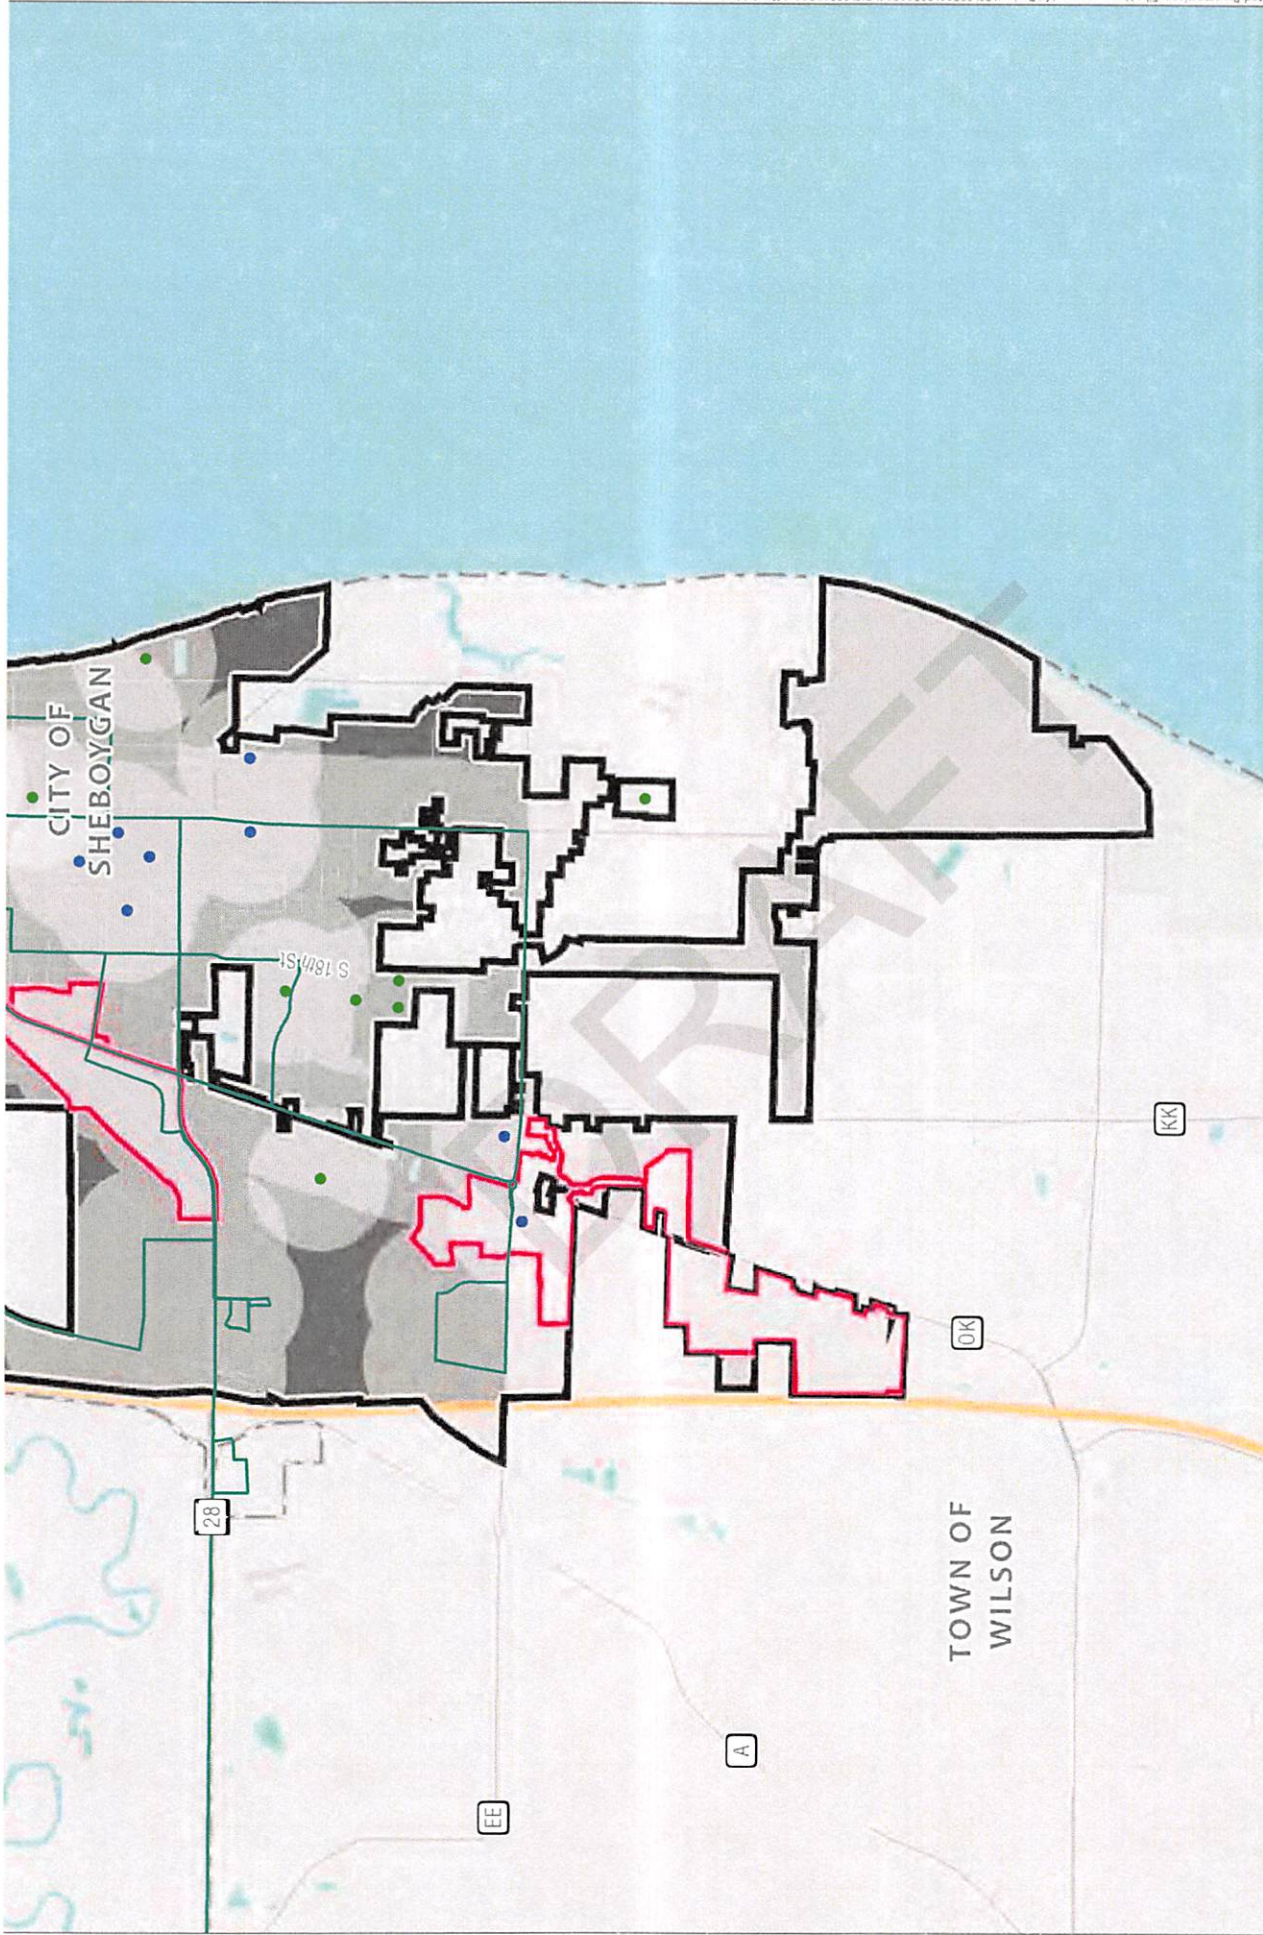 CITY OF
SHEBOYGAN
S 18th St
28
DRAFT
KK
OK
TOWN OF
WILSON
A
EE